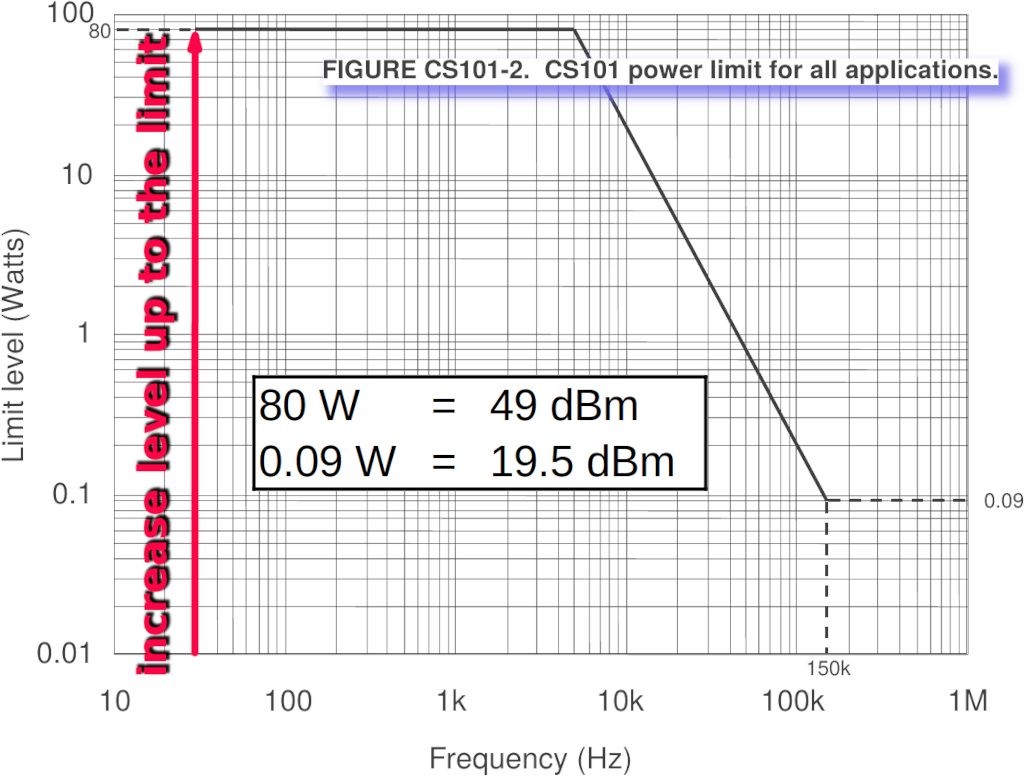 100
80
FIGURE CS101-2. CS101 power limit for all applications.
increase level up to the limit
10
Limit level (Watts)
1
80 W = 49 dBm
0.09 W = 19.5 dBm
0.1
0.09
0.01
150k
10 100 1k 10k 100k 1M
Frequency (Hz)